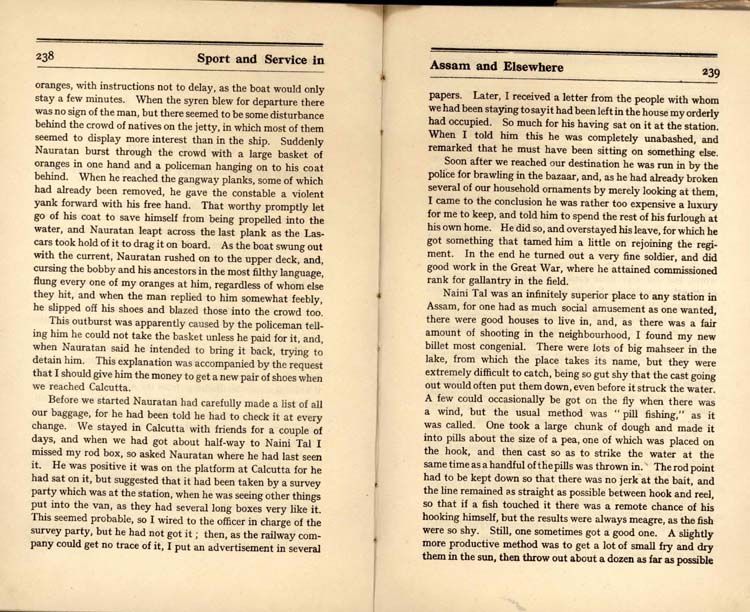 238
Sport and Service in
oranges, with instructions not to delay, as the boat would only
stay a few minutes. When the syren blew for departure there
was no sign of the man, but there seemed to be some disturbance
behind the crowd of natives on the jetty, in which most of them
seemed to display more interest than in the ship. Suddenly
Nauratan burst through the crowd with a large basket of
oranges in one hand and a policeman hanging on to his coat
behind. When he reached the gangway planks, some of which
had already been removed, he gave the constable a violent
yank forward with his free hand. That worthy promptly let
go of his coat to save himself from being propelled into the
water, and Nauratan leapt across the last plank as the Las-
cars took hold of it to drag it on board. As the boat swung out
with the current, Nauratan rushed on to the upper deck, and,
cursing the bobby and his ancestors in the most filthy language,
flung every one of my oranges at him, regardless of whom else
they hit, and when the man replied to him somewhat feebly,
he slipped off his shoes and blazed those into the crowd too.
This outburst was apparently caused by the policeman tell-
ing him he could not take the basket unless he paid for it, and,
when Nauratan said he intended to bring it back, trying to
detain him. This explanation was accompanied by the request
that I should give him the money to get a new pair of shoes when
we reached Calcutta.
Before we started Nauratan had carefully made a list of all
our baggage, for he had been told he had to check it at every
change. We stayed in Calcutta with friends for a couple of
days, and when we had got about half-way to Naini Tal I
missed my rod box, so asked Nauratan where he had last seen
it. He was positive it was on the platform at Calcutta for he
had sat on it, but suggested that it had been taken by a survey
party which was at the station, when he was seeing other things
put into the van, as they had several long boxes very like it.
This seemed probable, so I wired to the officer in charge of the
survey party, but he had not got it ; then, as the railway com-
pany could get no trace of it, I put an advertisement in several
Assam and Elsewhere
239
papers. Later, I received a letter from the people with whom
we had been staying to say it had been left in the house my orderly
had occupied. So much for his having sat on it at the station.
When I told him this he was completely unabashed, and
remarked that he must have been sitting on something else.
Soon after we reached our destination he was run in by the
police for brawling in the bazaar, and, as he had already broken
several of our household ornaments by merely looking at them,
I came to the conclusion he was rather too expensive a luxury
for me to keep, and told him to spend the rest of his furlough at
his own home. He did so, and overstayed his leave, for which he
got something that tamed him a little on rejoining the regi-
ment. In the end he turned out a very fine soldier, and did
good work in the Great War, where he attained commissioned
rank for gallantry in the field.
Naini Tal was an infinitely superior place to any station in
Assam, for one had as much social amusement as one wanted,
there were good houses to live in, and, as there was a fair
amount of shooting in the neighbourhood, I found my new
billet most congenial. There were lots of big mahseer in the
lake, from which the place takes its name, but they were
extremely difficult to catch, being so gut shy that the cast going
out would often put them down, even before it struck the water.
A few could occasionally be got on the fly when there was
a wind, but the usual method was " pill fishing," as it
was called. One took a large chunk of dough and made it
into pills about the size of a pea, one of which was placed on
the hook, and then cast so as to strike the water at the
same time as a handful of the pills was thrown in. The rod point
had to be kept down so that there was no jerk at the bait, and
the line remained as straight as possible between hook and reel,
so that if a fish touched it there was a remote chance of his
hooking himself, but the results were always meagre, as the fish
were so shy. Still, one sometimes got a good one. A slightly
more productive method was to get a lot of small fry and dry
them in the sun, then throw out about a dozen as far as possible